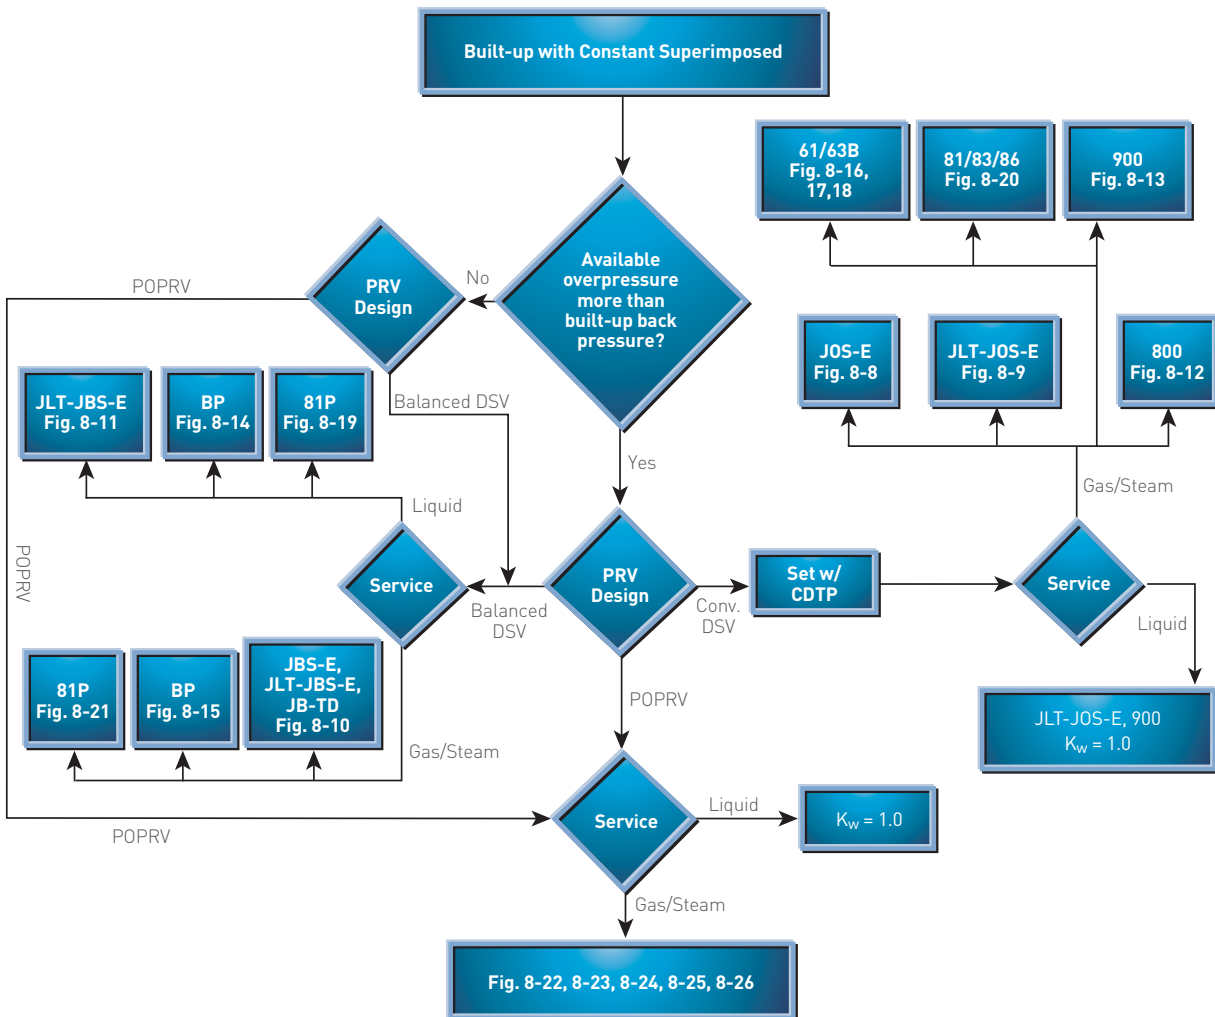 Built-up with Constant Superimposed
61/63B
Fig. 8-16,
17,18
81/83/86
Fig. 8-20
900
Fig. 8-13
Available
overpressure
more than
built-up back
pressure?
No
PRV
Design
POPRV
JOS-E
Fig. 8-8
JLT-JOS-E
Fig. 8-9
800
Fig. 8-12
JLT-JBS-E
Fig. 8-11
BP
Fig. 8-14
81P
Fig. 8-19
Balanced DSV
Yes
Gas/Steam
Liquid
POPRV
Service
Balanced
DSV
PRV
Design
Conv.
DSV
Set w/
CDTP
Service
Liquid
81P
Fig. 8-21
BP
Fig. 8-15
JBS-E,
JLT-JBS-E,
JB-TD
Fig. 8-10
Gas/Steam
POPRV
JLT-JOS-E, 900
Kw = 1.0
POPRV
Service
Liquid
Kw = 1.0
Gas/Steam
Fig. 8-22, 8-23, 8-24, 8-25, 8-26